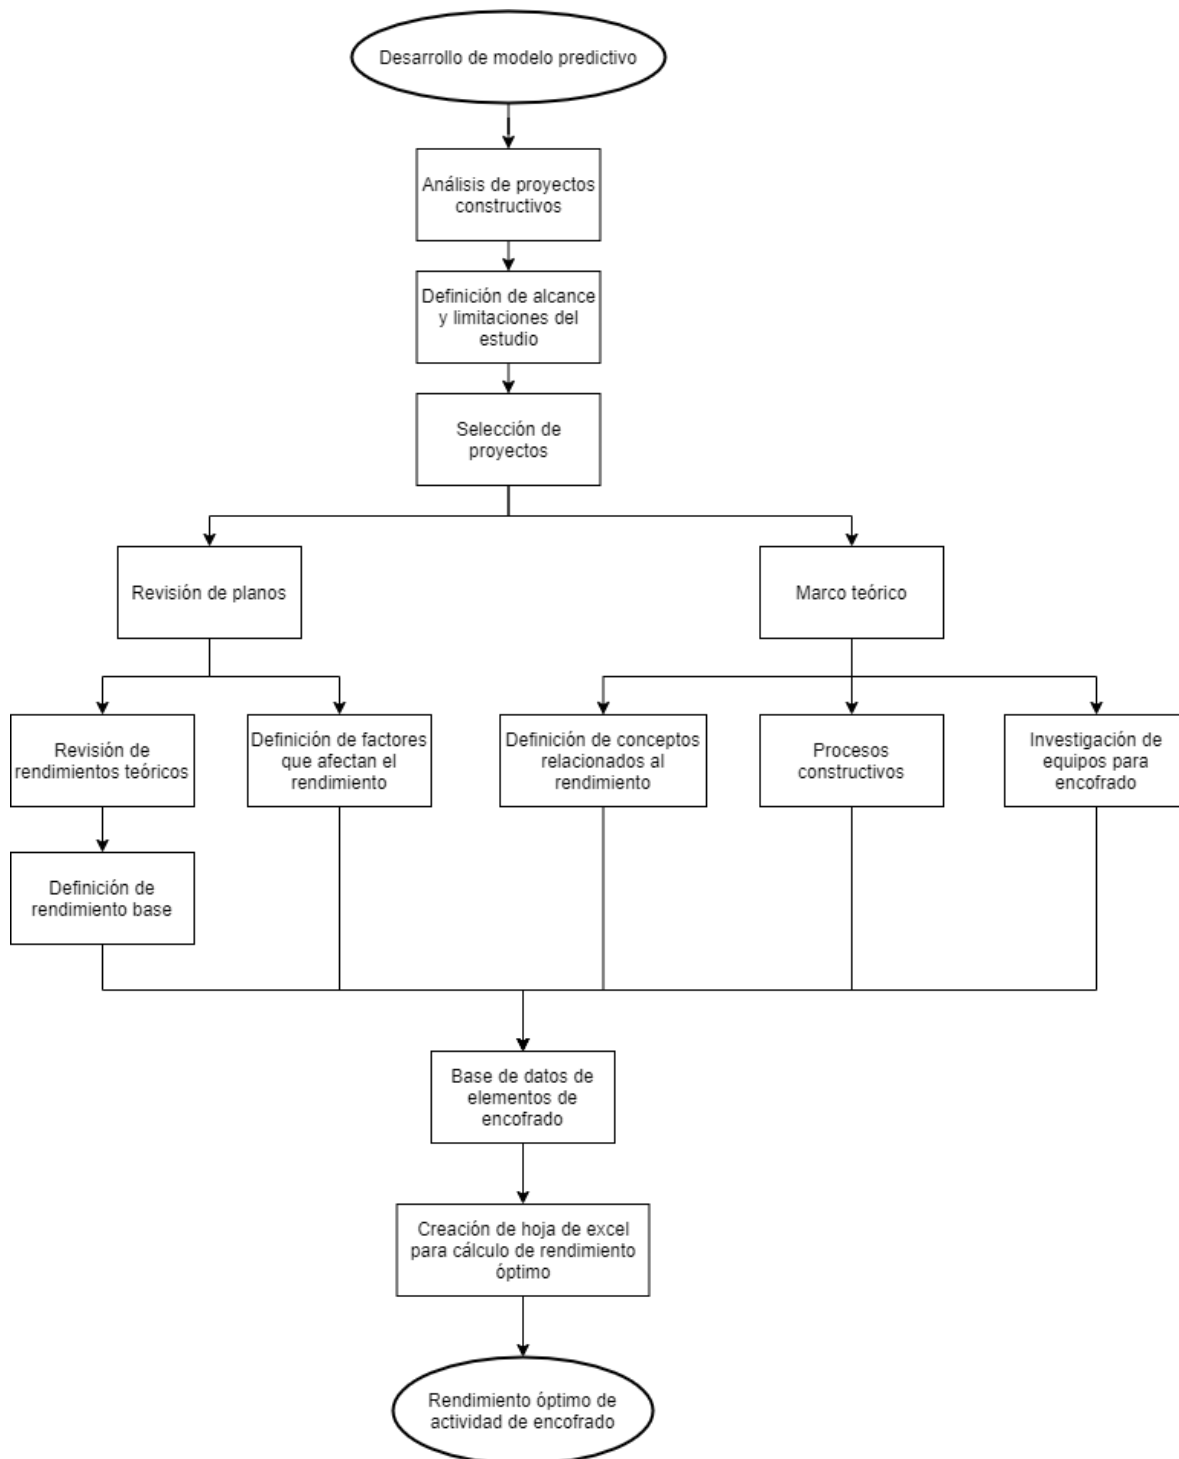 Desarrollo de modelo predictivo
Análisis de proyectos
constructivos
Definición de alcance
y limitaciones del
estudio
Selección de
proyectos
Revisión de planos
Marco teórico
Revisión de
rendimientos teóricos
Definición de factores
que afectan el
rendimiento
Definición de conceptos
relacionados al
rendimiento
Procesos
constructivos
Investigación de
equipos para
encofrado
Definición de
rendimiento base
Base de datos de
elementos de
encofrado
Creación de hoja de excel
para cálculo de rendimiento
óptimo
Rendimiento óptimo de
actividad de encofrado